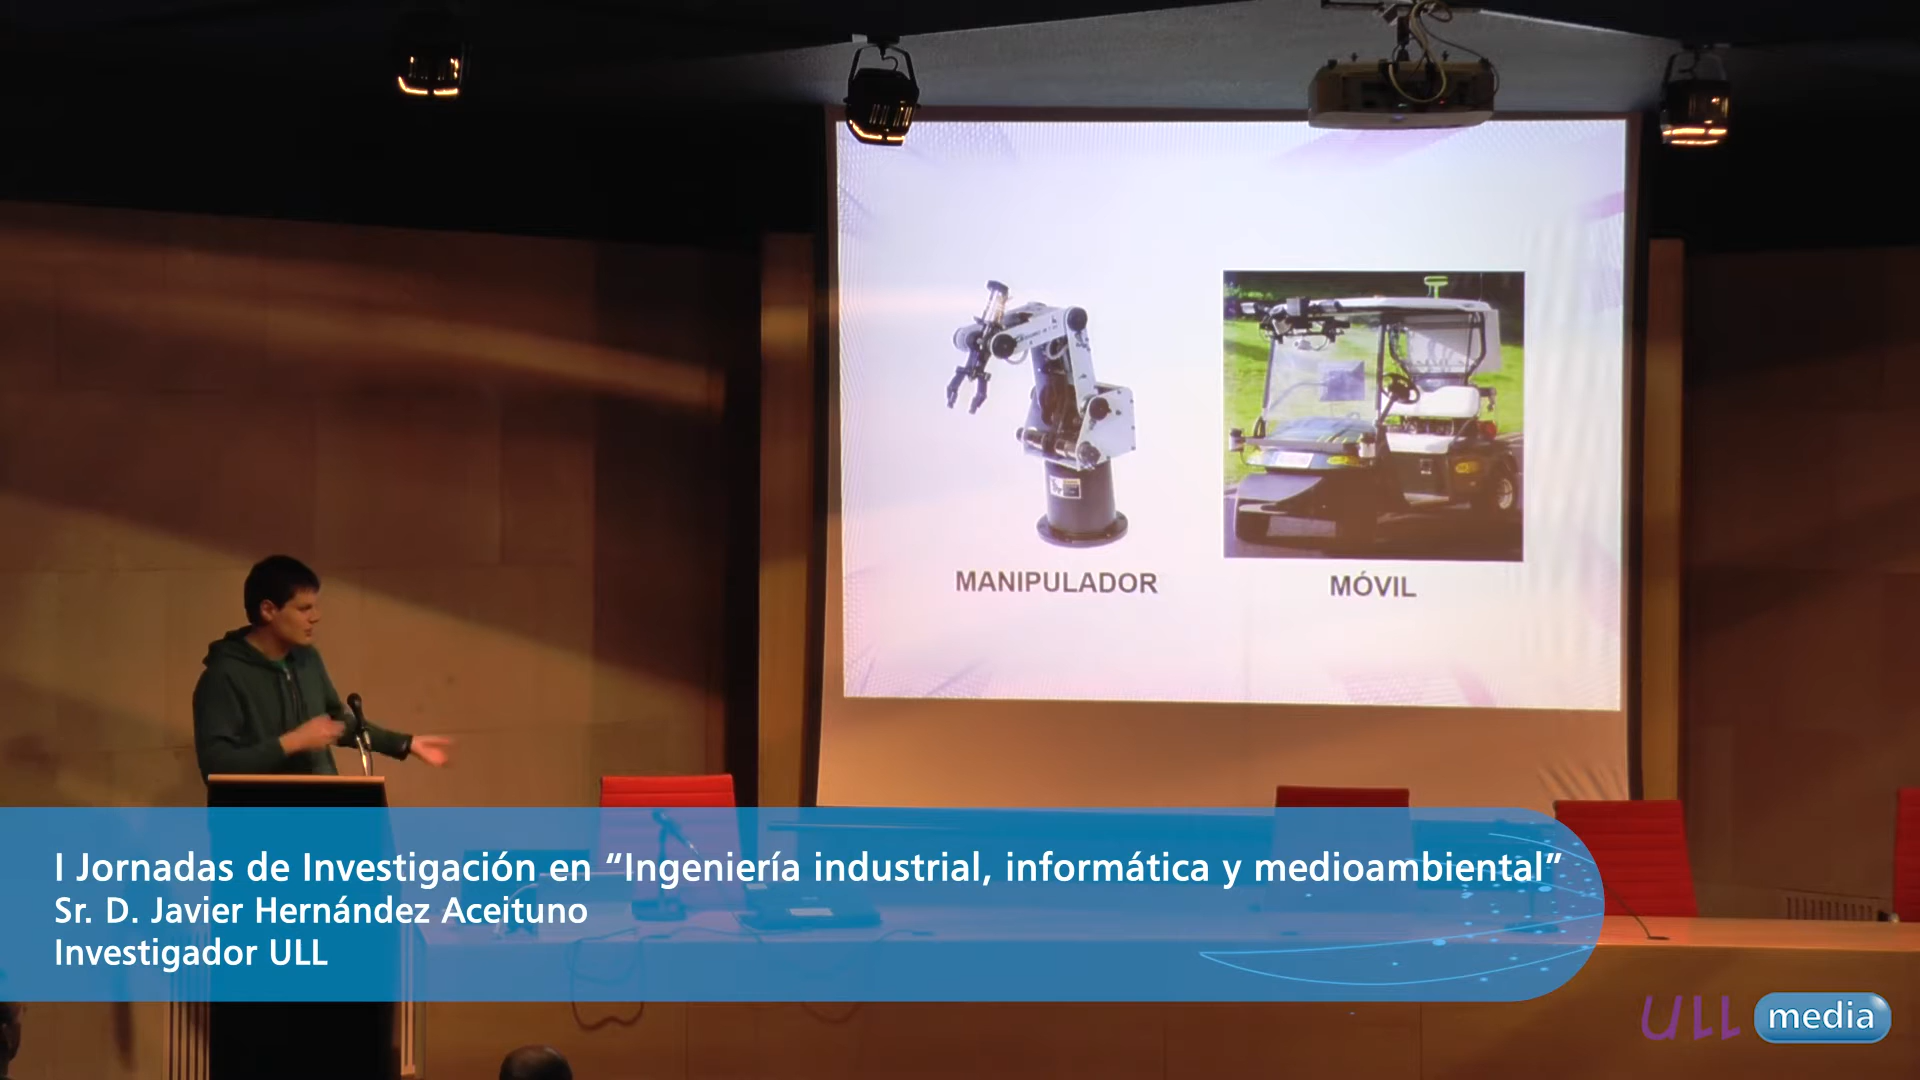 MANIPULADOR
MÓVIL
I Jornadas de Investigación en “Ingeniería industrial, informática y medioambiental”
Sr. D. Javier Hernández Aceituno
Investigador ULL
ULL media